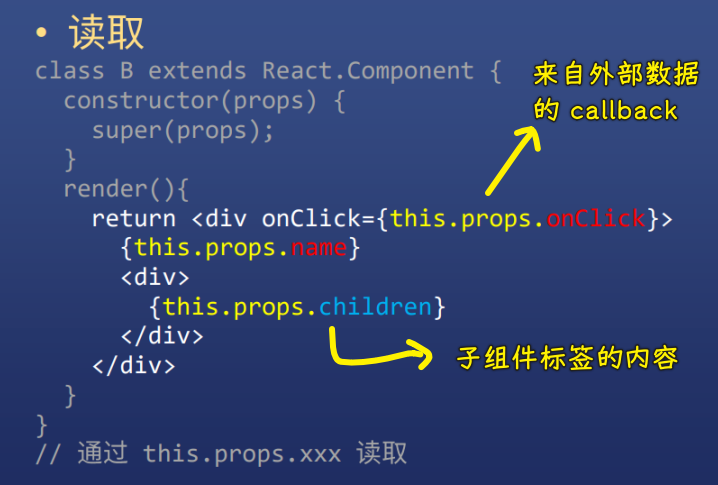 • 读取
class B extends React.Component {
constructor(props) {
super(props);
}
render(){
return <div onClick={this.props.onClick}>
{this.props.name}
<div>
{this.props.children}
</div>
</div>
}
}
// 通过 this.props.xxx 读取
来自外部数据
的 callback
子组件标签的内容